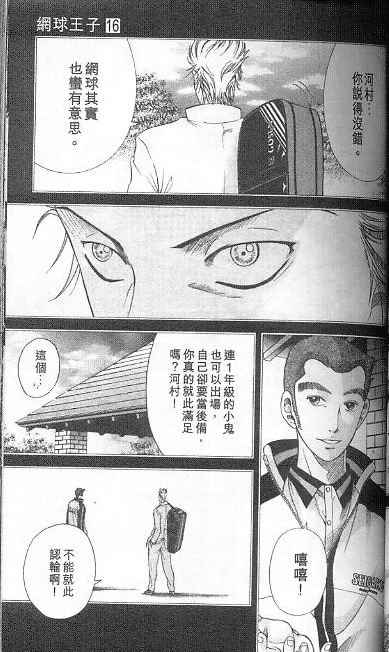 網球王子 16
河村…
你說得沒錯。
網球其實
也蠻有意
思。
連1年級的小鬼
也可以出場，
自己卻要當後備，
你真的就此滿足
嗎？河村！
這個…
嘻嘻！
不能就此
認輸啊！